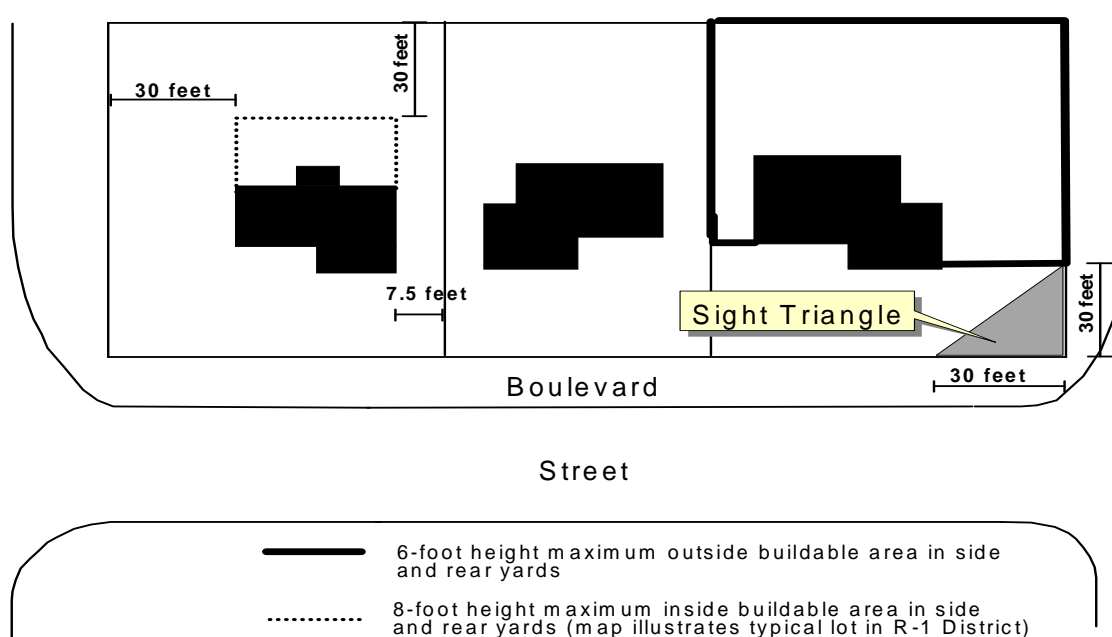 30 feet
30 feet
7.5 feet
Sight Triangle
30 feet
30 feet
Boulevard
Street
6-foot height maximum outside buildable area in side
and rear yards
8-foot height maximum inside buildable area in side
and rear yards (map illustrates typical lot in R-1 District)